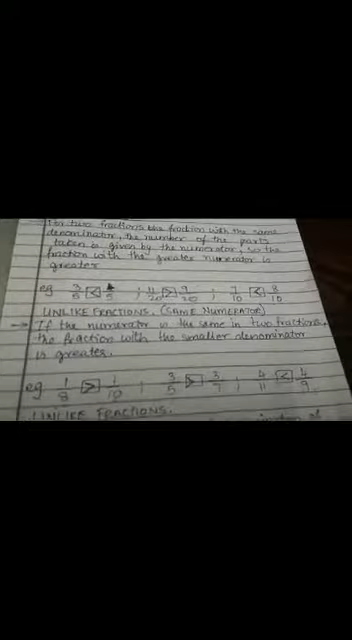 In two fractions the fraction with the same
denominator, the number of the parts
taken is given by the numerator, so the
fraction with the greater numerator is
greater
eg 3/5 < 4/5 ; 11/20 > 9/20 ; 7/10 < 8/10
UNLIKE FRACTIONS. (SAME NUMERATOR)
→ If the numerator is the same in two fractions,
the fraction with the smaller denominator
is greater.
eg 1/8 > 1/10 ; 3/5 > 3/7 ; 4/11 < 4/9
UNLIKE FRACTIONS.